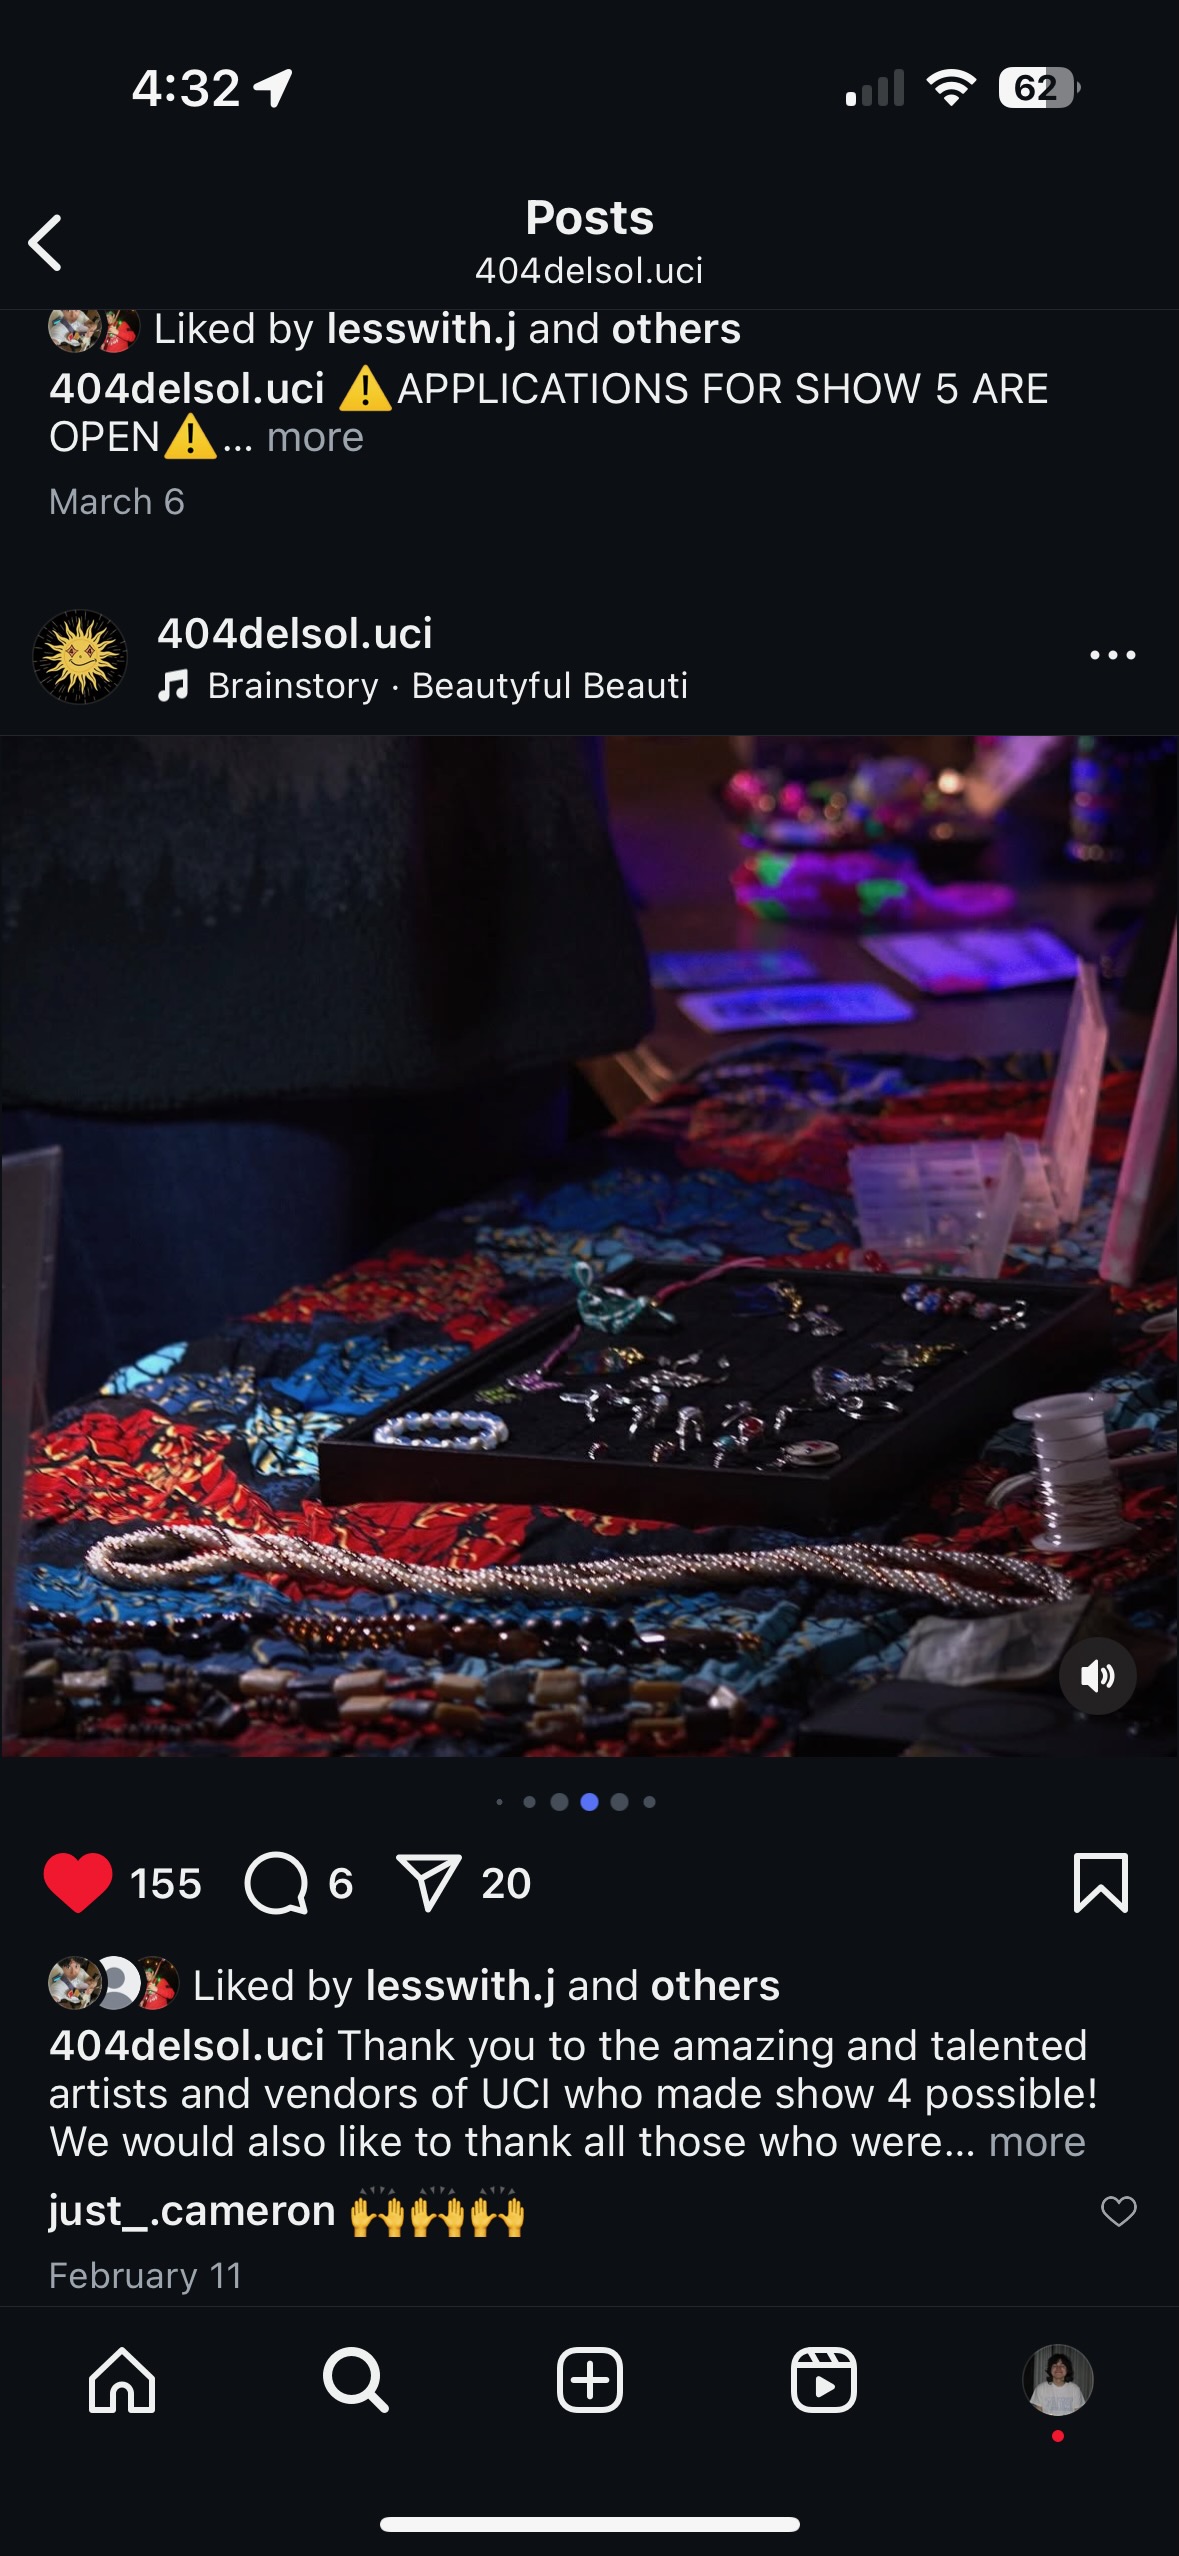 4:32
62
Posts
404delsol.uci
Liked by lesswith.j and others
404delsol.uci ⚠️APPLICATIONS FOR SHOW 5 ARE
OPEN⚠️... more
March 6
404delsol.uci
Brainstory · Beautyful Beauti
155 6 20
Liked by lesswith.j and others
404delsol.uci Thank you to the amazing and talented
artists and vendors of UCI who made show 4 possible!
We would also like to thank all those who were... more
just_.cameron 🙌🙌🙌
February 11